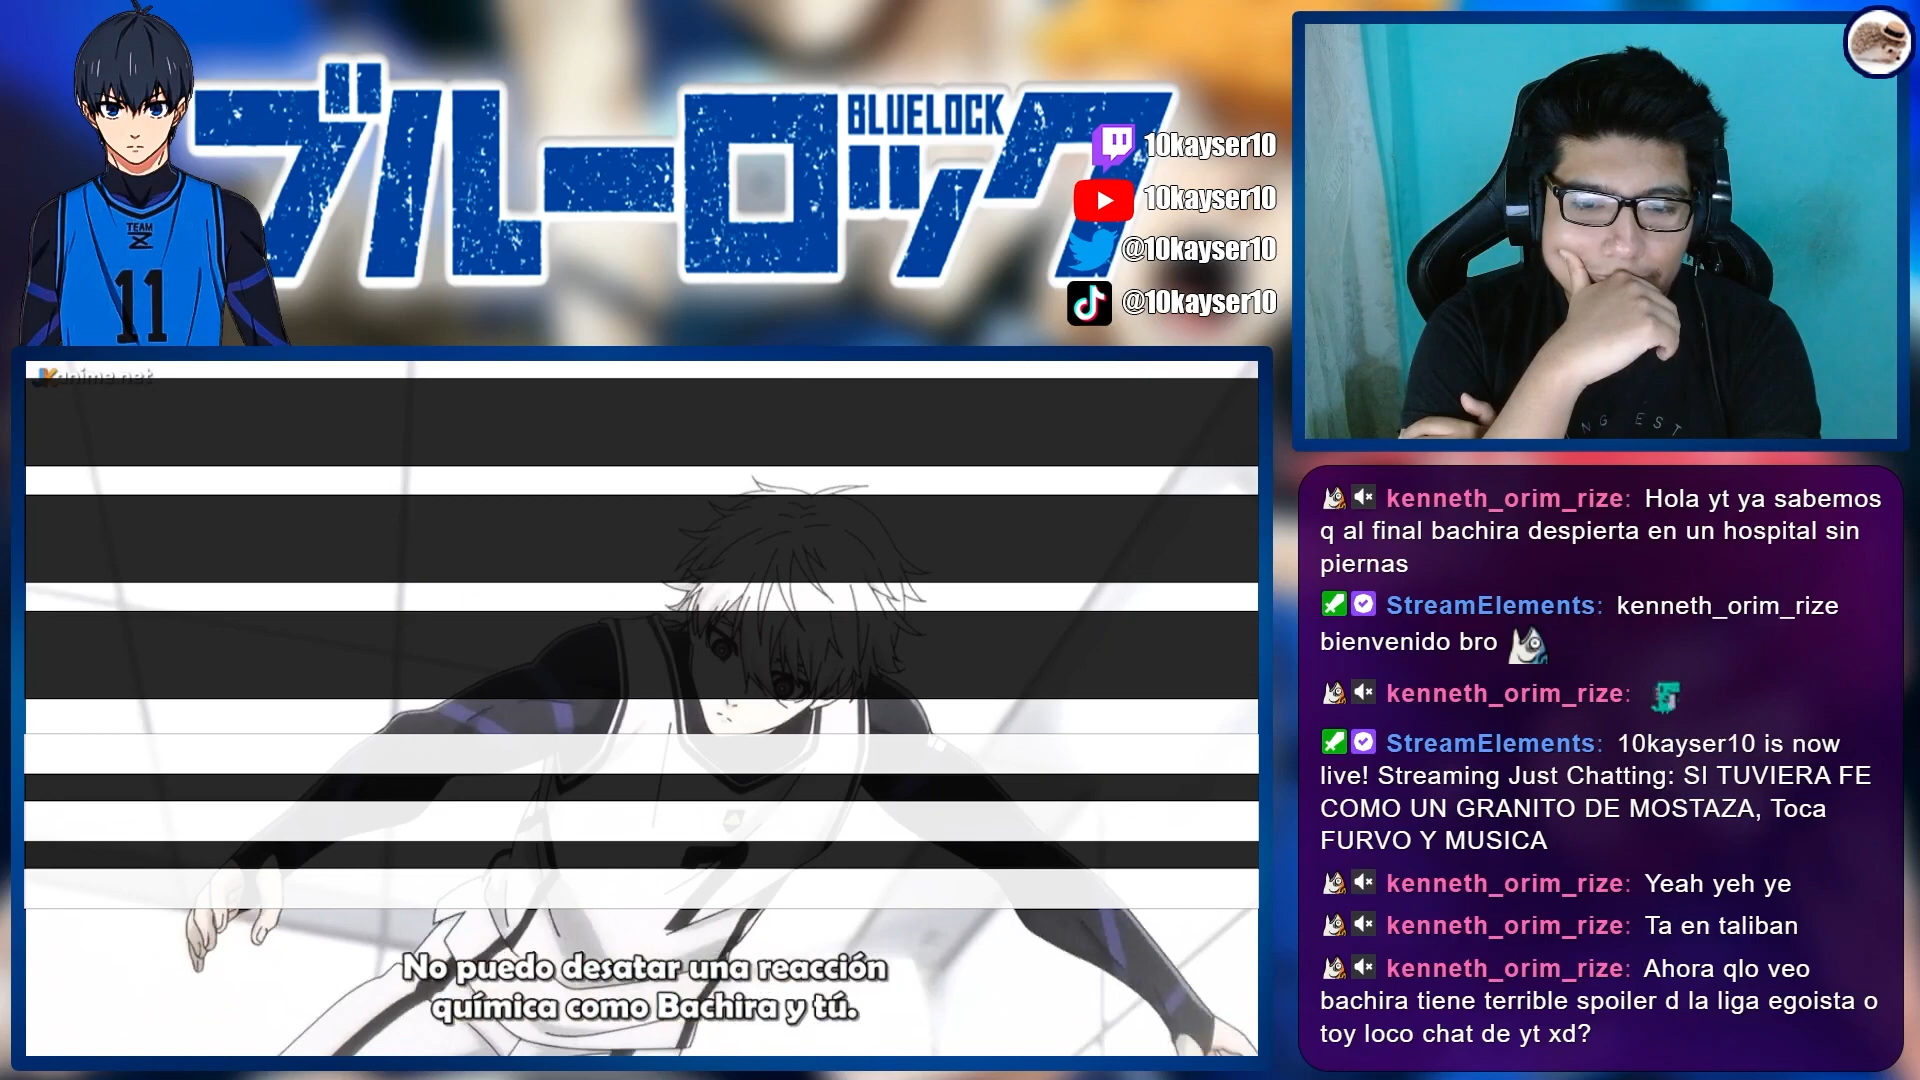 ブルーロック
BLUELOCK
TEAM
Z
11
10kayser10
10kayser10
@10kayser10
@10kayser10
JKanime.net
No puedo desatar una reacción
química como Bachira y tú.
NG EST
kenneth_orim_rize: Hola yt ya sabemos
q al final bachira despierta en un hospital sin
piernas
StreamElements: kenneth_orim_rize
bienvenido bro
kenneth_orim_rize:
StreamElements: 10kayser10 is now
live! Streaming Just Chatting: SI TUVIERA FE
COMO UN GRANITO DE MOSTAZA, Toca
FURVO Y MUSICA
kenneth_orim_rize: Yeah yeh ye
kenneth_orim_rize: Ta en taliban
kenneth_orim_rize: Ahora qlo veo
bachira tiene terrible spoiler d la liga egoista o
toy loco chat de yt xd?